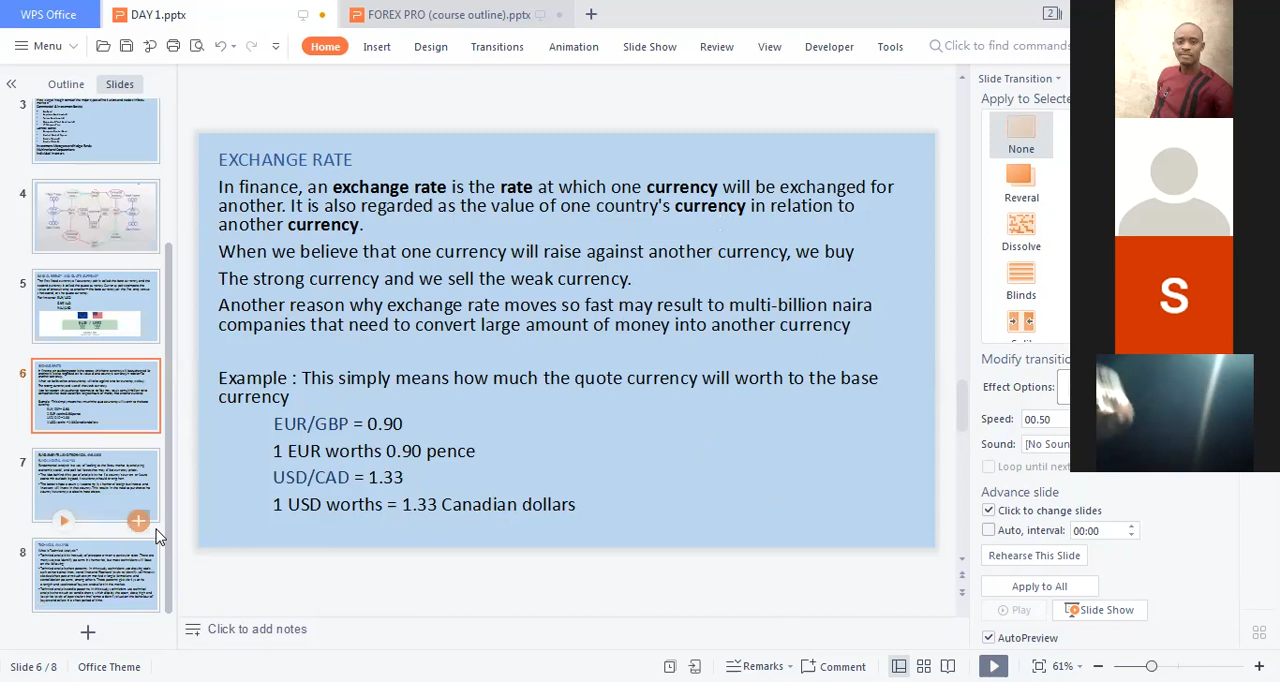 WPS Office
DAY 1.pptx
FOREX PRO (course outline).pptx
2
Menu
Home
Insert
Design
Transitions
Animation
Slide Show
Review
View
Developer
Tools
Click to find commands
Outline
Slides
3
4
5
6
7
8
EXCHANGE RATE
In finance, an exchange rate is the rate at which one currency will be exchanged for
another. It is also regarded as the value of one country's currency in relation to
another currency.
When we believe that one currency will raise against another currency, we buy
The strong currency and we sell the weak currency.
Another reason why exchange rate moves so fast may result to multi-billion naira
companies that need to convert large amount of money into another currency
Example : This simply means how much the quote currency will worth to the base
currency
EUR/GBP = 0.90
1 EUR worths 0.90 pence
USD/CAD = 1.33
1 USD worths = 1.33 Canadian dollars
Click to add notes
Slide Transition
Apply to Selecte
None
Reveral
Dissolve
Blinds
Modify transitio
Effect Options:
Speed: 00.50
Sound: [No Soun
Loop until next
Advance slide
Click to change slides
Auto, interval: 00:00
Rehearse This Slide
Apply to All
Play
Slide Show
AutoPreview
S
Slide 6 / 8
Office Theme
Remarks
Comment
61%